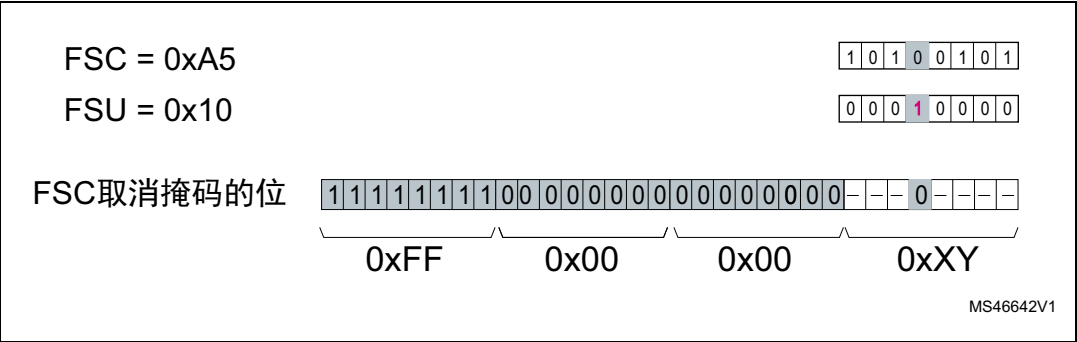 FSC = 0xA5 1 0 1 0 0 1 0 1
FSU = 0x10 0 0 0 1 0 0 0 0
FSC取消掩码的位 1 1 1 1 1 1 1 1 0 0 0 0 0 0 0 0 0 0 0 0 0 0 0 0 – – – 0 – – – –
0xFF 0x00 0x00 0xXY
MS46642V1